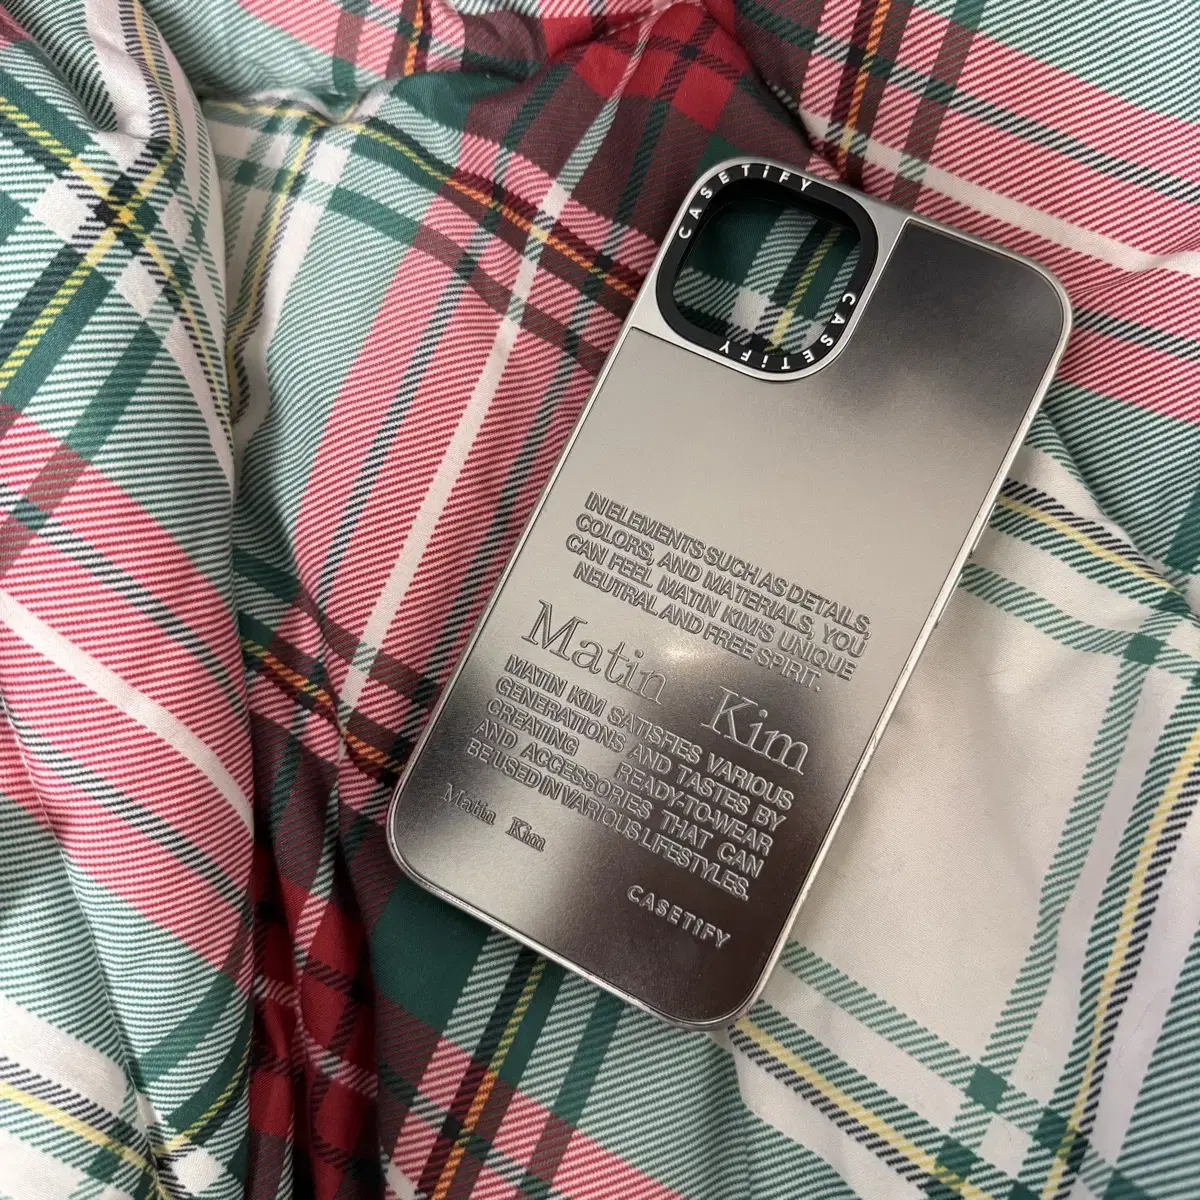 CASETiFY
CASETiFY
IN ELEMENTS SUCH AS DETAILS,
COLORS, AND MATERIALS, YOU
CAN FEEL MATIN KIM'S UNIQUE
NEUTRAL AND FREE SPIRIT.
Matin Kim
MATIN KIM SATISFIES VARIOUS
GENERATIONS AND TASTES BY
CREATING READY-TO-WEAR
AND ACCESSORIES THAT CAN
BE USED IN VARIOUS LIFESTYLES.
Matin Kim
CASETiFY